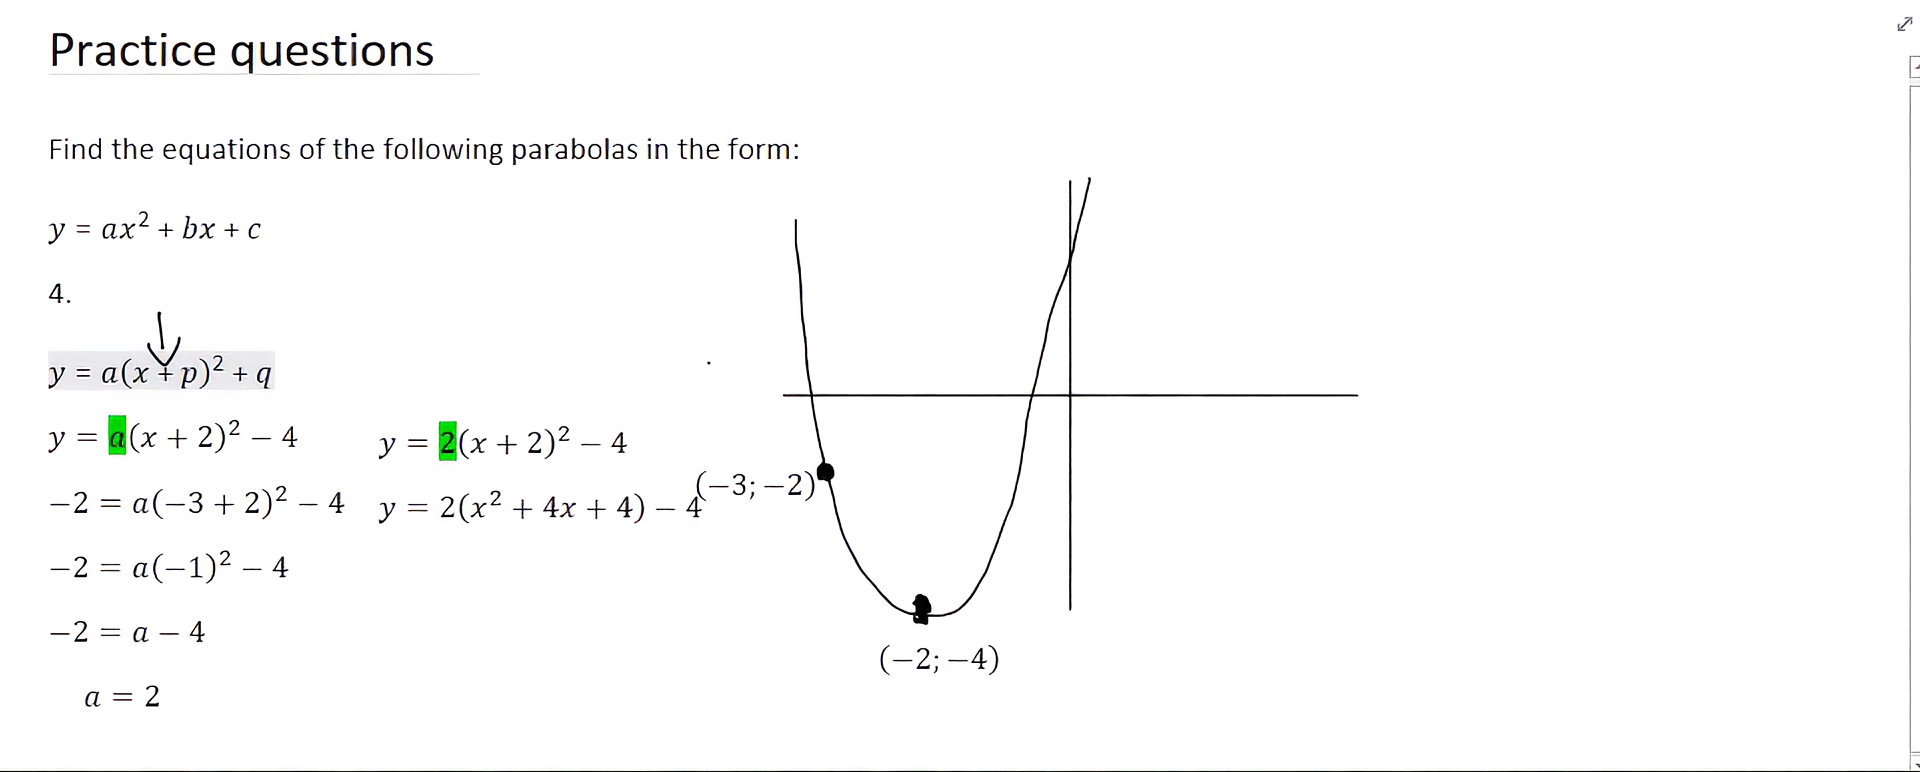 Practice questions
Find the equations of the following parabolas in the form:
y = ax² + bx + c
4.
y = a(x + p)² + q
y = a(x + 2)² − 4
−2 = a(−3 + 2)² − 4
−2 = a(−1)² − 4
−2 = a − 4
a = 2
y = 2(x + 2)² − 4
y = 2(x² + 4x + 4) − 4
(−3; −2)
(−2; −4)